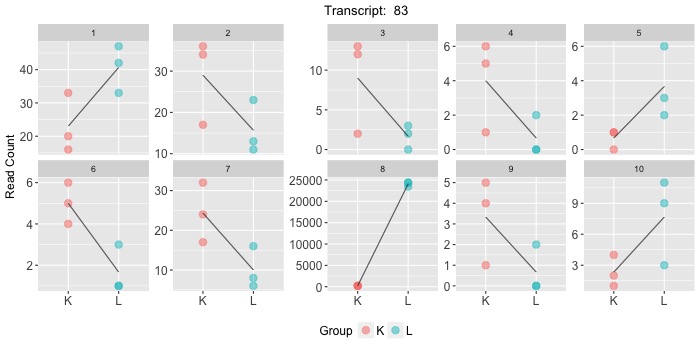 Transcript: 83
1 2 3 4 5
40 30 20
30 20 10
10 5 0
6 4 2 0
6 4 2 0
Read Count
6 7 8 9 10
6 4 2
30 20 10
25000 20000 15000 10000 5000 0
5 4 3 2 1 0
9 6 3
K L K L K L K L K L
Group K L